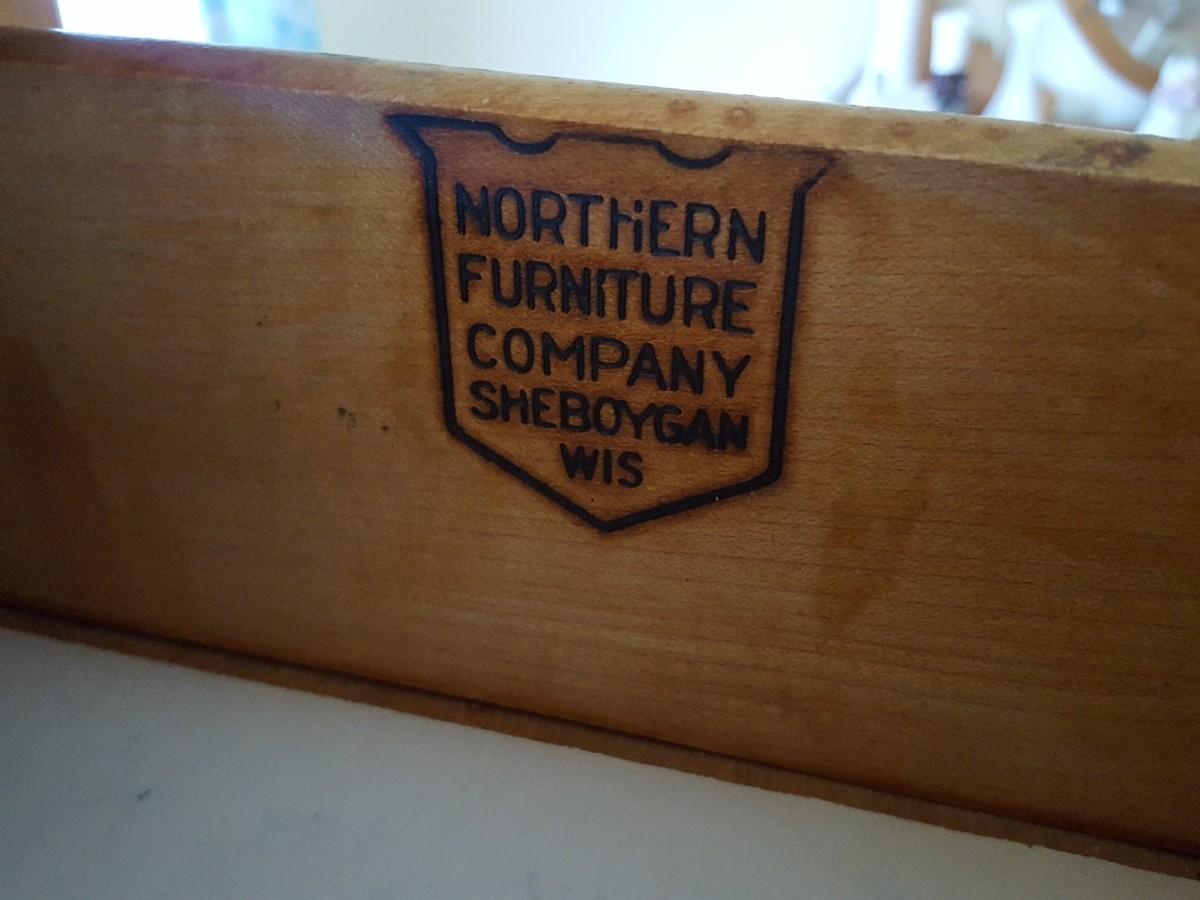 NORTHERN
FURNITURE
COMPANY
SHEBOYGAN
WIS